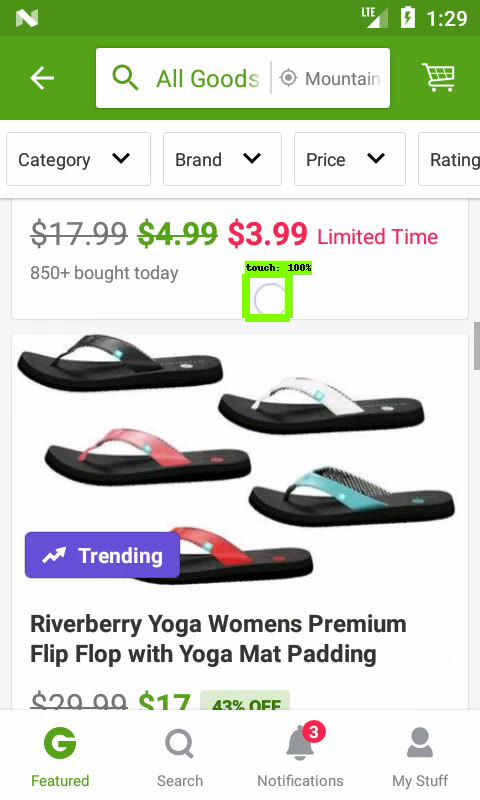 LTE 1:29
All Goods Mountain
Category Brand Price Rating
$17.99 $4.99 $3.99 Limited Time
850+ bought today
touch: 100%
Trending
Riverberry Yoga Womens Premium
Flip Flop with Yoga Mat Padding
$29.99 $17 43% OFF
3
Featured Search Notifications My Stuff